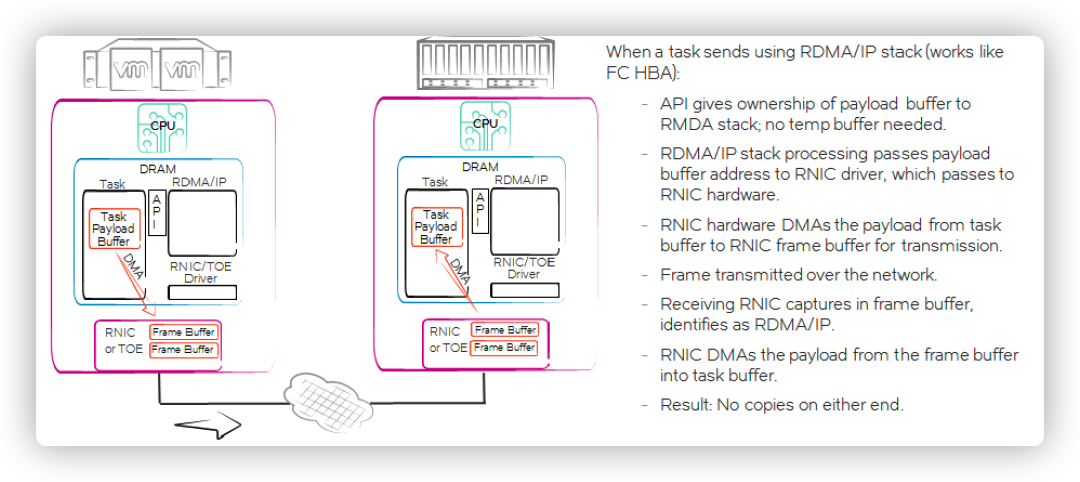 vm vm
CPU
DRAM
Task
RDMA/IP
API
Task
Payload
Buffer
DMA
RNIC/TOE
Driver
RNIC
or TOE
Frame Buffer
Frame Buffer
CPU
DRAM
Task
RDMA/IP
API
Task
Payload
Buffer
DMA
RNIC/TOE
Driver
RNIC
or TOE
Frame Buffer
Frame Buffer
When a task sends using RDMA/IP stack (works like
FC HBA):
- API gives ownership of payload buffer to
RMDA stack; no temp buffer needed.
- RDMA/IP stack processing passes payload
buffer address to RNIC driver, which passes to
RNIC hardware.
- RNIC hardware DMAs the payload from task
buffer to RNIC frame buffer for transmission.
- Frame transmitted over the network.
- Receiving RNIC captures in frame buffer,
identifies as RDMA/IP.
- RNIC DMAs the payload from the frame buffer
into task buffer.
- Result: No copies on either end.